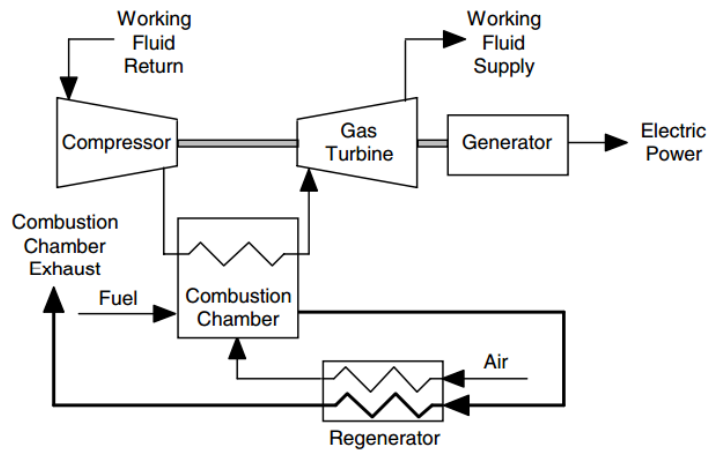 Working
Fluid
Return
Working
Fluid
Supply
Compressor
Gas
Turbine
Generator
Electric
Power
Combustion
Chamber
Exhaust
Fuel
Combustion
Chamber
Air
Regenerator